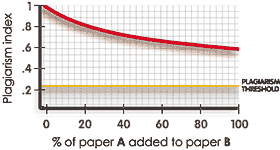 Plagiarism index
1
.8
.6
.4
.2
PLAGIARISM
THRESHOLD
0 20 40 60 80 100
% of paper A added to paper B